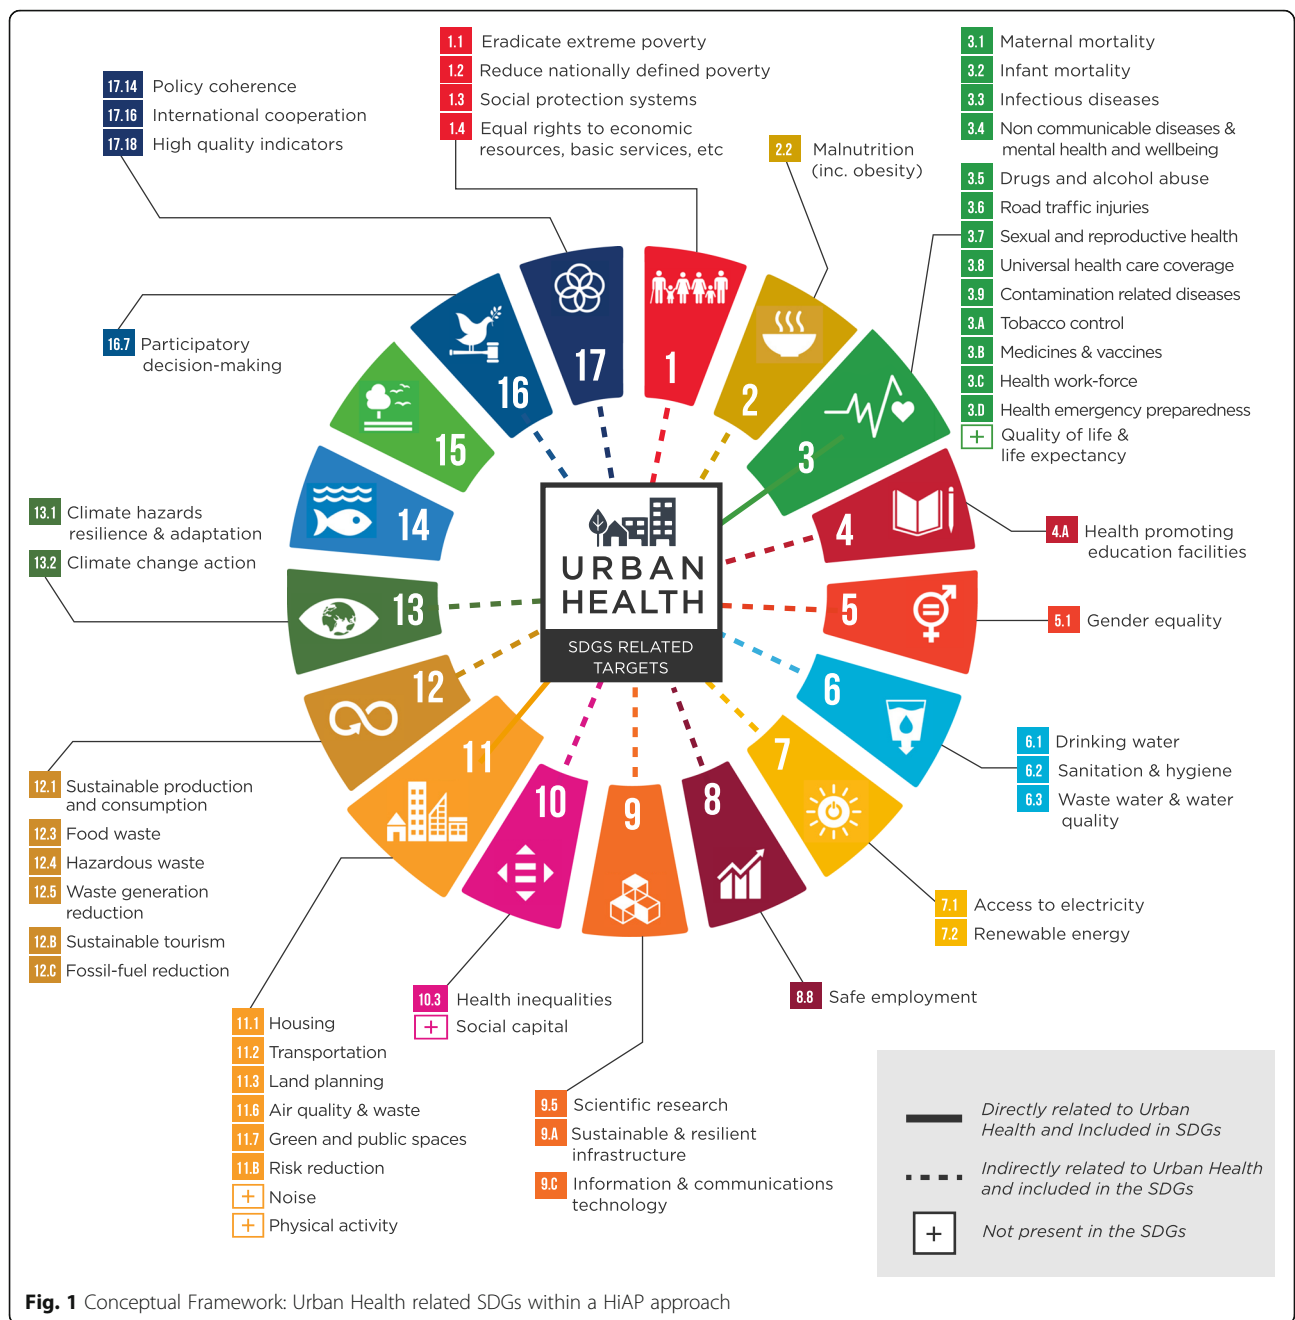 17.14 Policy coherence
17.16 International cooperation
17.18 High quality indicators
1.1 Eradicate extreme poverty
1.2 Reduce nationally defined poverty
1.3 Social protection systems
1.4 Equal rights to economic
resources, basic services, etc
2.2 Malnutrition
(inc. obesity)
3.1 Maternal mortality
3.2 Infant mortality
3.3 Infectious diseases
3.4 Non communicable diseases &
mental health and wellbeing
3.5 Drugs and alcohol abuse
3.6 Road traffic injuries
3.7 Sexual and reproductive health
3.8 Universal health care coverage
3.9 Contamination related diseases
3.A Tobacco control
3.B Medicines & vaccines
3.C Health work-force
3.D Health emergency preparedness
+ Quality of life &
life expectancy
16.7 Participatory
decision-making
17
1
16
2
15
3
14
4
13
5
12
6
11
7
10
9
8
URBAN
HEALTH
SDGS RELATED
TARGETS
13.1 Climate hazards
resilience & adaptation
13.2 Climate change action
4.A Health promoting
education facilities
5.1 Gender equality
6.1 Drinking water
6.2 Sanitation & hygiene
6.3 Waste water & water
quality
12.1 Sustainable production
and consumption
12.3 Food waste
12.4 Hazardous waste
12.5 Waste generation
reduction
12.B Sustainable tourism
12.C Fossil-fuel reduction
7.1 Access to electricity
7.2 Renewable energy
8.8 Safe employment
10.3 Health inequalities
+ Social capital
11.1 Housing
11.2 Transportation
11.3 Land planning
11.6 Air quality & waste
11.7 Green and public spaces
11.B Risk reduction
+ Noise
+ Physical activity
9.5 Scientific research
9.A Sustainable & resilient
infrastructure
9.C Information & communications
technology
Directly related to Urban
Health and Included in SDGs
Indirectly related to Urban Health
and included in the SDGs
+ Not present in the SDGs
Fig. 1 Conceptual Framework: Urban Health related SDGs within a HiAP approach